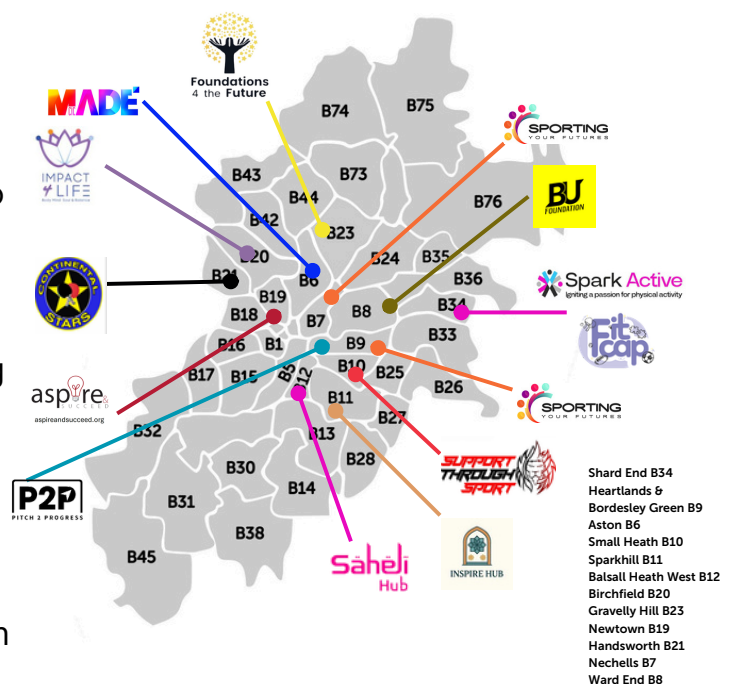 Foundations
4 the Future
MADE
IMPACT
4 LIFE
CONTINENTAL
STARS
aspire&
SUCCEED
aspireandsucceed.org
P2P
PITCH 2 PROGRESS
SPORTING
YOUR FUTURES
BU
FOUNDATION
Spark Active
Igniting a passion for physical activity
Fit
cap
SPORTING
YOUR FUTURES
SUPPORT
THROUGH
SPORT
INSPIRE HUB
Saheli
Hub
B74
B75
B43
B73
B44
B76
B42
B23
B20
B24
B35
B21
B6
B36
B19
B34
B18
B7
B8
B33
B16
B1
B9
B17
B15
B5
B12
B10
B25
B26
B11
B27
B32
B13
B28
B30
B14
B31
B38
B45
Shard End B34
Heartlands &
Bordesley Green B9
Aston B6
Small Heath B10
Sparkhill B11
Balsall Heath West B12
Birchfield B20
Gravelly Hill B23
Newtown B19
Handsworth B21
Nechells B7
Ward End B8